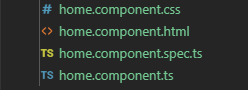 # home.component.css
<> home.component.html
TS home.component.spec.ts
TS home.component.ts